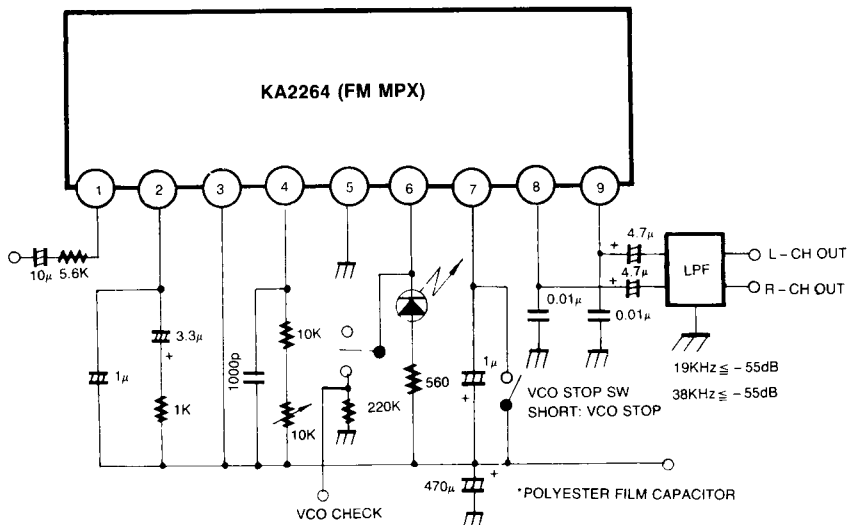 KA2264 (FM MPX)
1 2 3 4 5 6 7 8 9
10μ 5.6K
4.7μ
4.7μ
LPF
L-CH OUT
R-CH OUT
0.01μ
0.01μ
19KHz ≦ -55dB
38KHz ≦ -55dB
1μ
3.3μ
+
1K
1000p
10K
10K
220K
560
1μ
+
VCO STOP SW
SHORT: VCO STOP
470μ
+
VCO CHECK
*POLYESTER FILM CAPACITOR
+
+